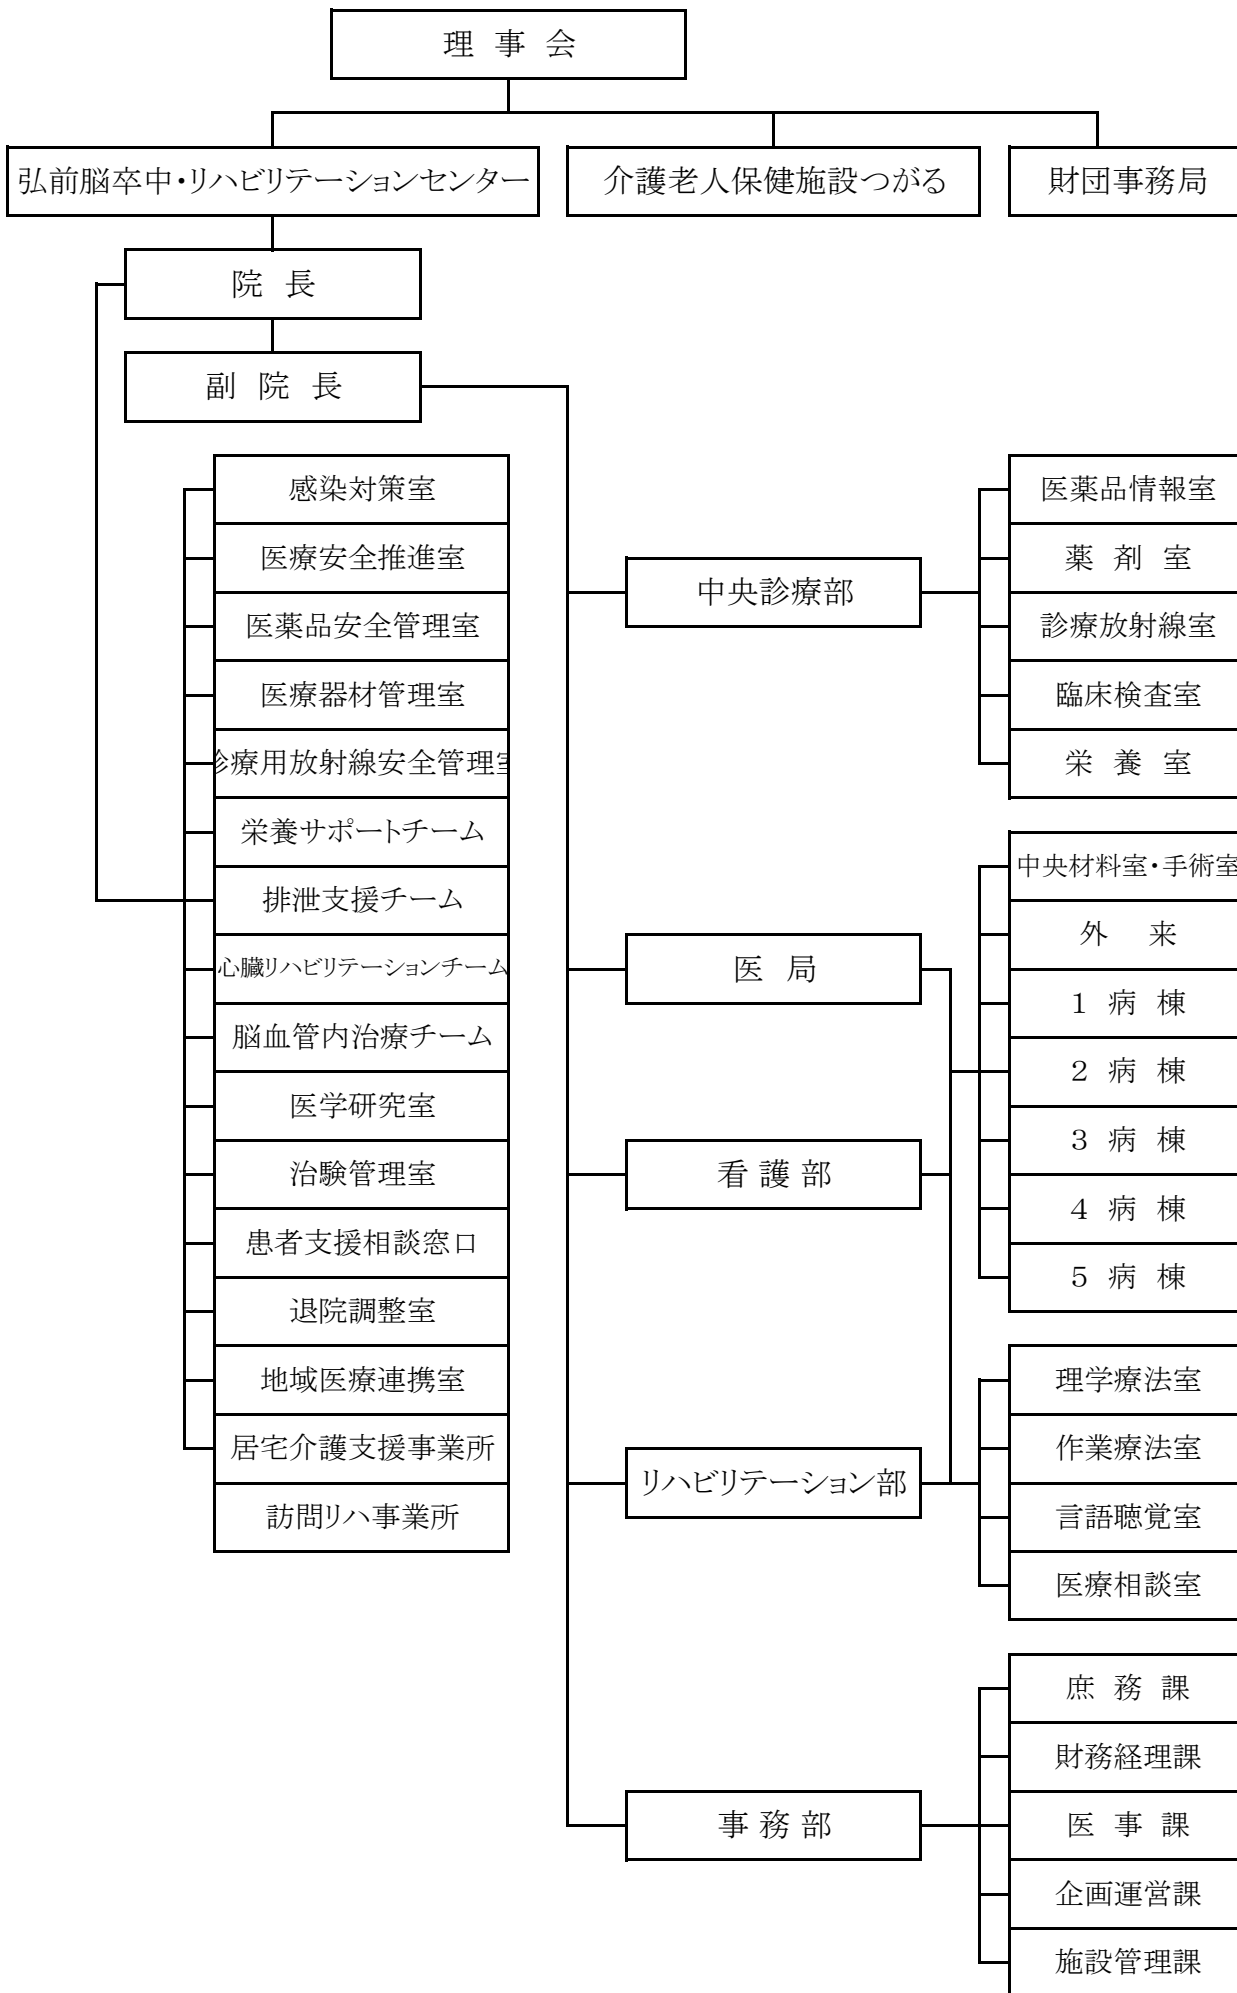 理 事 会
弘前脳卒中・リハビリテーションセンター
介護老人保健施設つがる
財団事務局
院 長
副 院 長
感染対策室
医療安全推進室
医薬品安全管理室
医療器材管理室
診療用放射線安全管理室
栄養サポートチーム
排泄支援チーム
心臓リハビリテーションチーム
脳血管内治療チーム
医学研究室
治験管理室
患者支援相談窓口
退院調整室
地域医療連携室
居宅介護支援事業所
訪問リハ事業所
中央診療部
医 局
看 護 部
リハビリテーション部
事 務 部
医薬品情報室
薬 剤 室
診療放射線室
臨床検査室
栄 養 室
中央材料室・手術室
外 来
1 病 棟
2 病 棟
3 病 棟
4 病 棟
5 病 棟
理学療法室
作業療法室
言語聴覚室
医療相談室
庶 務 課
財務経理課
医 事 課
企画運営課
施設管理課